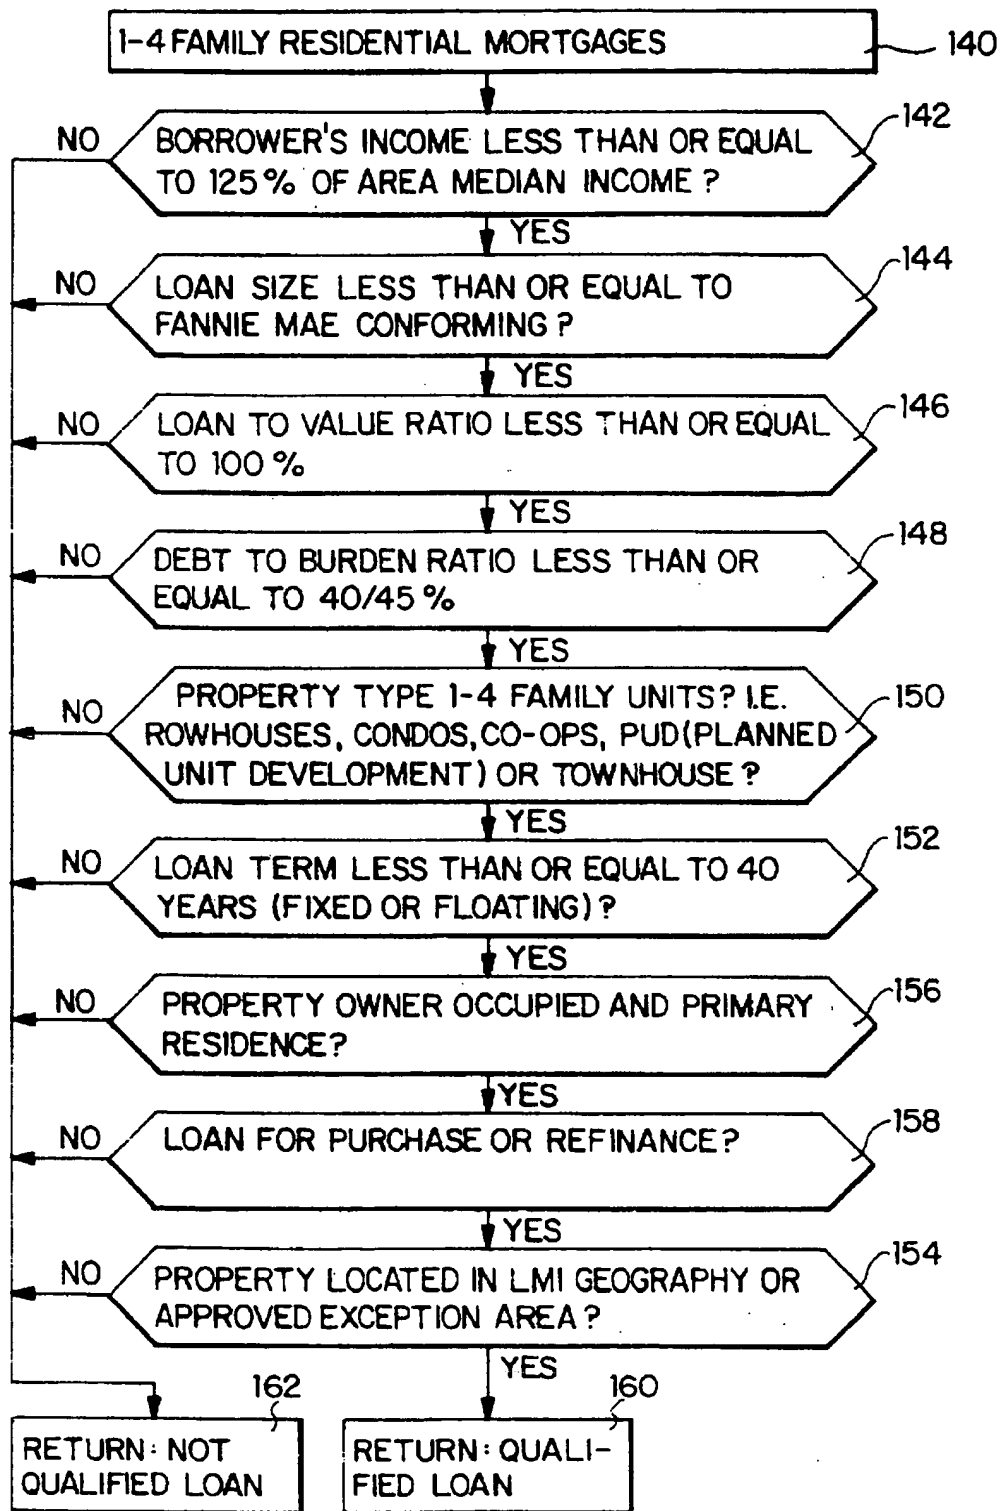 1-4 FAMILY RESIDENTIAL MORTGAGES
140
142
NO
BORROWER'S INCOME LESS THAN OR EQUAL
TO 125% OF AREA MEDIAN INCOME?
YES
144
NO
LOAN SIZE LESS THAN OR EQUAL TO
FANNIE MAE CONFORMING?
YES
146
NO
LOAN TO VALUE RATIO LESS THAN OR EQUAL
TO 100%
YES
148
NO
DEBT TO BURDEN RATIO LESS THAN OR
EQUAL TO 40/45%
YES
150
NO
PROPERTY TYPE 1-4 FAMILY UNITS? I.E.
ROWHOUSES, CONDOS, CO-OPS, PUD(PLANNED
UNIT DEVELOPMENT) OR TOWNHOUSE?
YES
152
NO
LOAN TERM LESS THAN OR EQUAL TO 40
YEARS (FIXED OR FLOATING)?
YES
156
NO
PROPERTY OWNER OCCUPIED AND PRIMARY
RESIDENCE?
YES
158
NO
LOAN FOR PURCHASE OR REFINANCE?
YES
154
NO
PROPERTY LOCATED IN LMI GEOGRAPHY OR
APPROVED EXCEPTION AREA?
YES
162
RETURN: NOT
QUALIFIED LOAN
160
RETURN: QUALI-
FIED LOAN